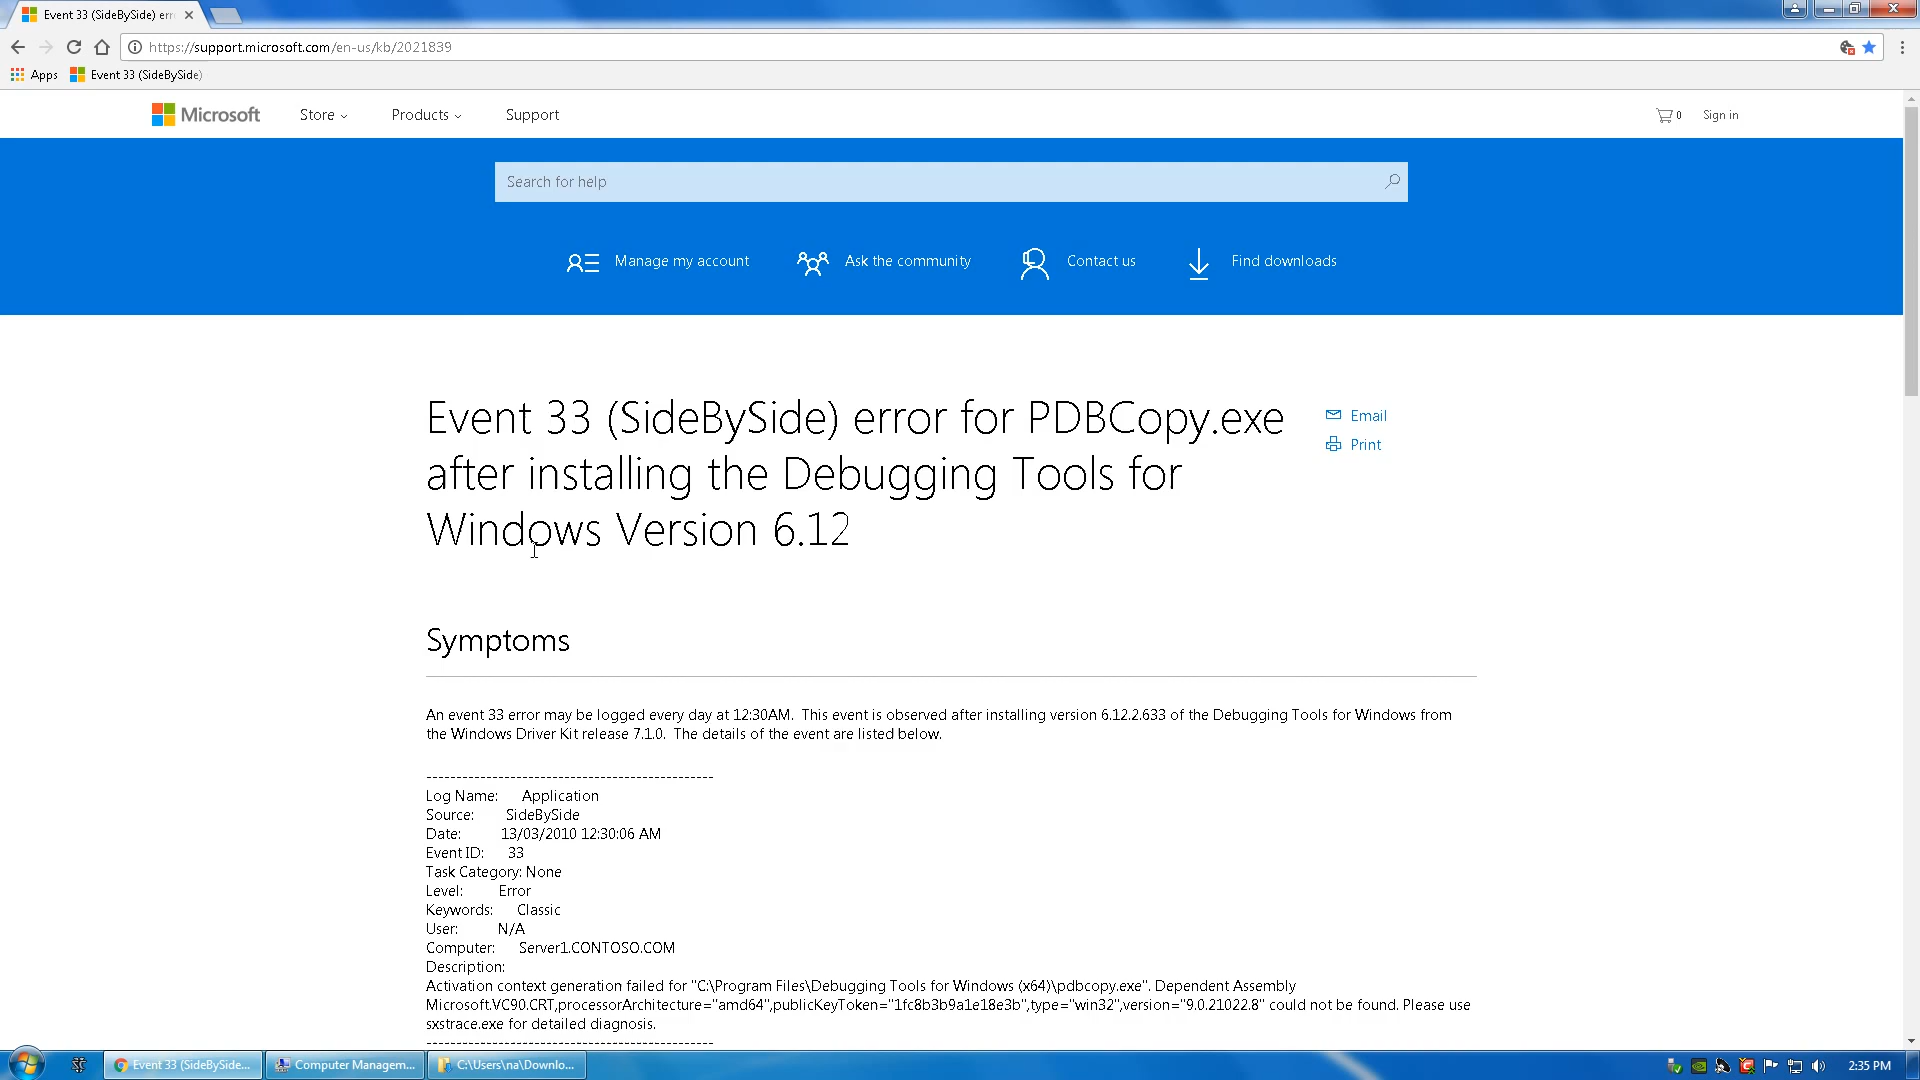 Event 33 (SideBySide) err
https://support.microsoft.com/en-us/kb/2021839
Apps Event 33 (SideBySide)
Microsoft Store Products Support 0 Sign in
Search for help
Manage my account Ask the community Contact us Find downloads
Event 33 (SideBySide) error for PDBCopy.exe
after installing the Debugging Tools for
Windows Version 6.12
Email
Print
Symptoms
An event 33 error may be logged every day at 12:30AM. This event is observed after installing version 6.12.2.633 of the Debugging Tools for Windows from
the Windows Driver Kit release 7.1.0. The details of the event are listed below.
------------------------------------------------
Log Name: Application
Source: SideBySide
Date: 13/03/2010 12:30:06 AM
Event ID: 33
Task Category: None
Level: Error
Keywords: Classic
User: N/A
Computer: Server1.CONTOSO.COM
Description:
Activation context generation failed for "C:\Program Files\Debugging Tools for Windows (x64)\pdbcopy.exe". Dependent Assembly
Microsoft.VC90.CRT,processorArchitecture="amd64",publicKeyToken="1fc8b3b9a1e18e3b",type="win32",version="9.0.21022.8" could not be found. Please use
sxstrace.exe for detailed diagnosis.
------------------------------------------------
Event 33 (SideBySide... Computer Managem... C:\Users\na\Downlo... 2:35 PM